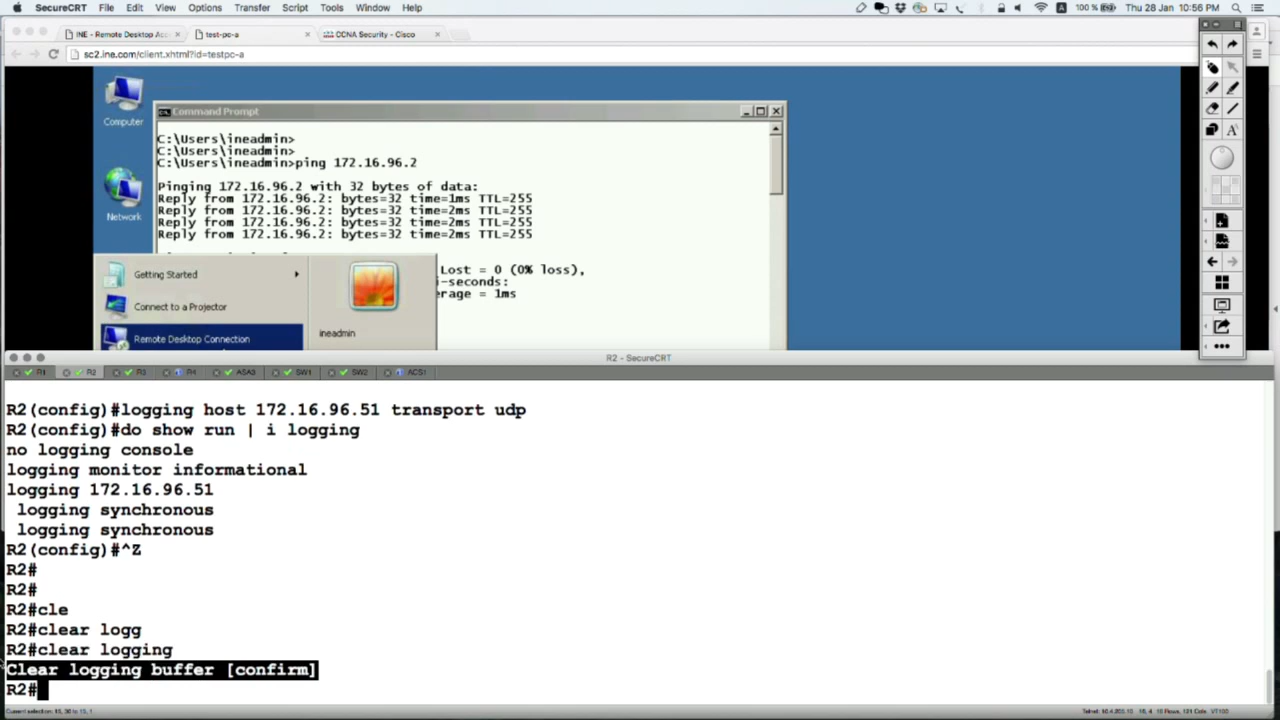 SecureCRT File Edit View Options Transfer Script Tools Window Help 100% Thu 28 Jan 10:56 PM
INE - Remote Desktop Acc × test-pc-a × CCNA Security - Cisco ×
sc2.ine.com/client.xhtml?id=testpc-a
Computer
Network
Command Prompt
C:\Users\ineadmin>
C:\Users\ineadmin>
C:\Users\ineadmin>ping 172.16.96.2
Pinging 172.16.96.2 with 32 bytes of data:
Reply from 172.16.96.2: bytes=32 time=1ms TTL=255
Reply from 172.16.96.2: bytes=32 time=2ms TTL=255
Reply from 172.16.96.2: bytes=32 time=2ms TTL=255
Reply from 172.16.96.2: bytes=32 time=2ms TTL=255
Lost = 0 (0% loss),
i-seconds:
erage = 1ms
Getting Started
Connect to a Projector
Remote Desktop Connection
ineadmin
R2 - SecureCRT
R1 R2 R3 R4 ASA3 SW1 SW2 ACS1
R2(config)#logging host 172.16.96.51 transport udp
R2(config)#do show run | i logging
no logging console
logging monitor informational
logging 172.16.96.51
logging synchronous
logging synchronous
R2(config)#^Z
R2#
R2#
R2#cle
R2#clear logg
R2#clear logging
Clear logging buffer [confirm]
R2#